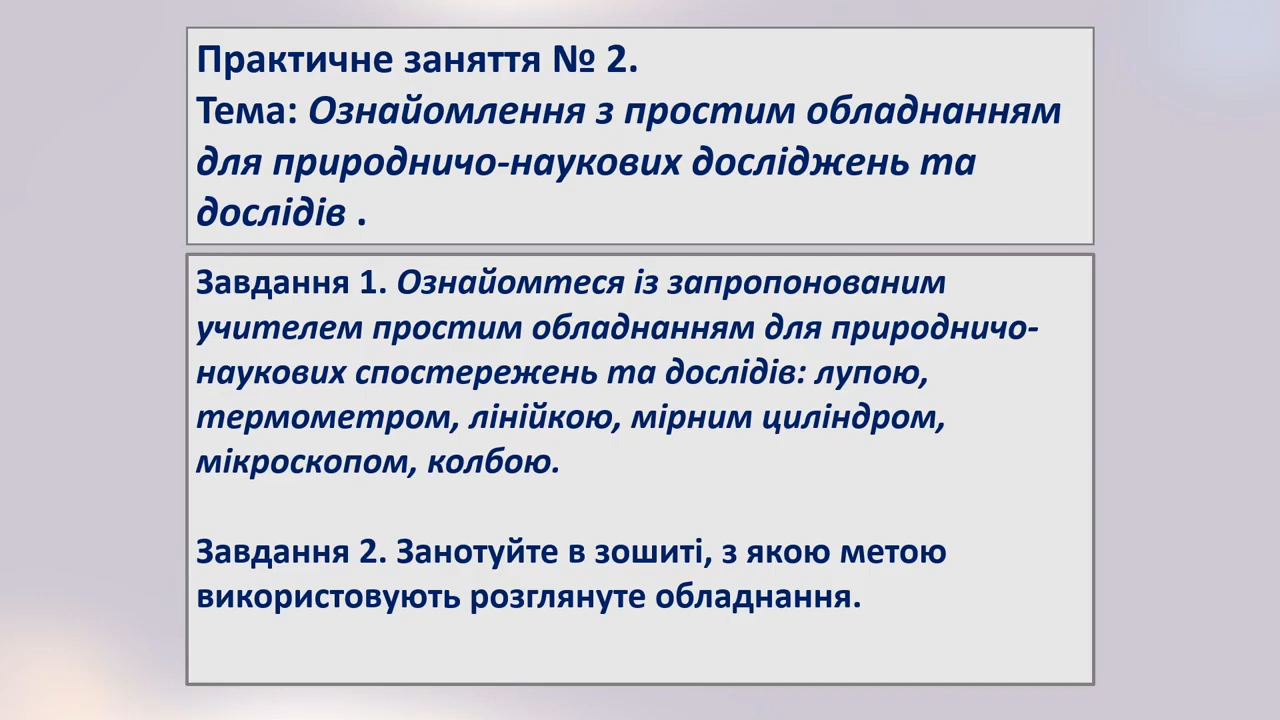 Практичне заняття № 2.
Тема: Ознайомлення з простим обладнанням
для природничо-наукових досліджень та
дослідів .
Завдання 1. Ознайомтеся із запропонованим
учителем простим обладнанням для природничо-
наукових спостережень та дослідів: лупою,
термометром, лінійкою, мірним циліндром,
мікроскопом, колбою.
Завдання 2. Занотуйте в зошиті, з якою метою
використовують розглянуте обладнання.